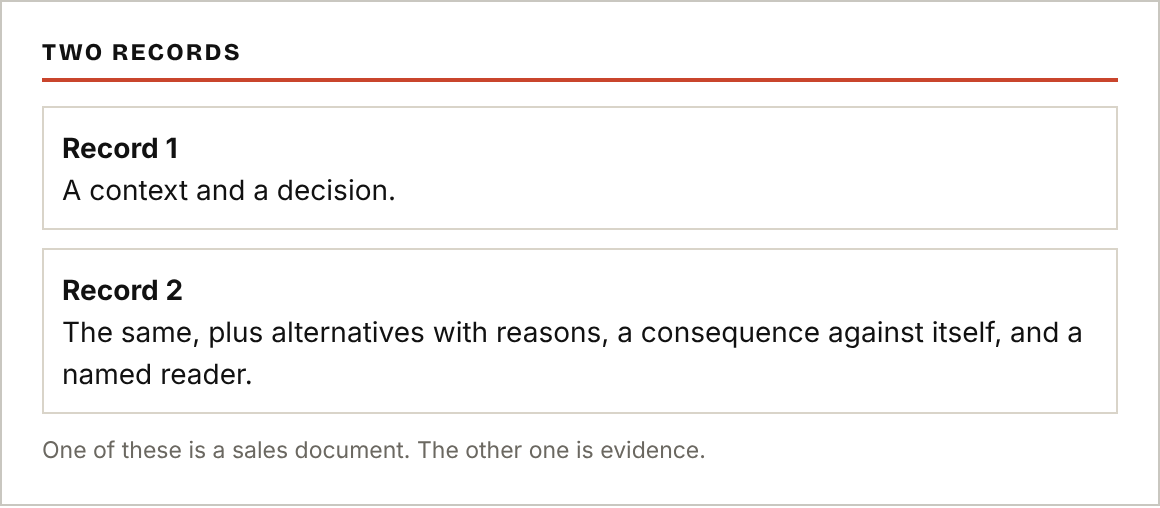 TWO RECORDS
Record 1
A context and a decision.
Record 2
The same, plus alternatives with reasons, a consequence against itself, and a
named reader.
One of these is a sales document. The other one is evidence.